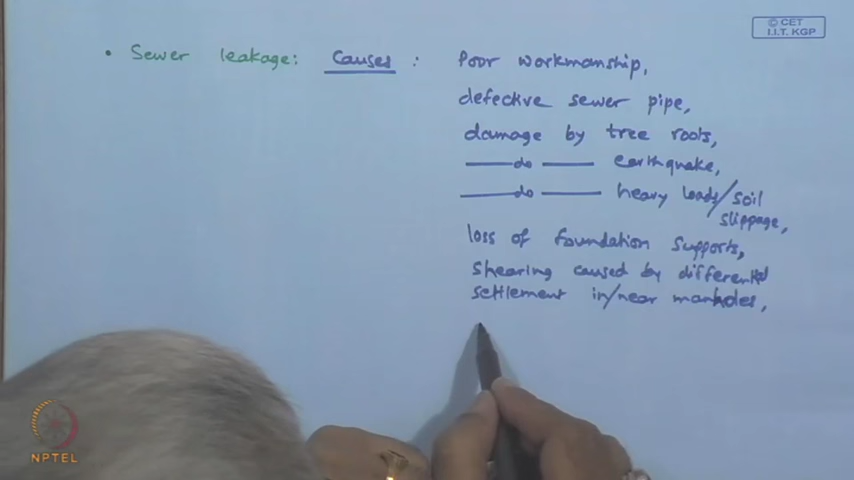 © CET
I.I.T. KGP
• Sewer leakage: Causes : Poor workmanship,
defective sewer pipe,
damage by tree roots,
——do—— earthquake,
——do—— heavy loads/soil
slippage,
loss of foundation supports,
Shearing caused by differential
settlement in/near manholes,
NPTEL